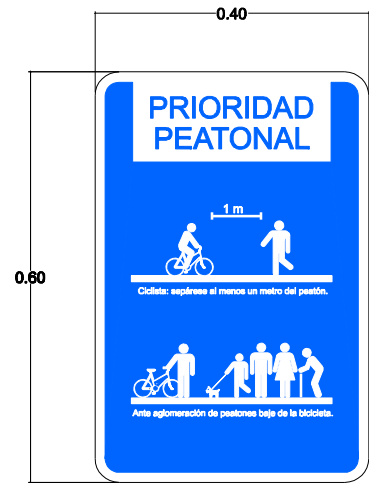 0.40
PRIORIDAD
PEATONAL
1 m
0.60
Ciclista: sepárese al menos un metro del peatón.
Ante aglomeración de peatones baje de la bicicleta.